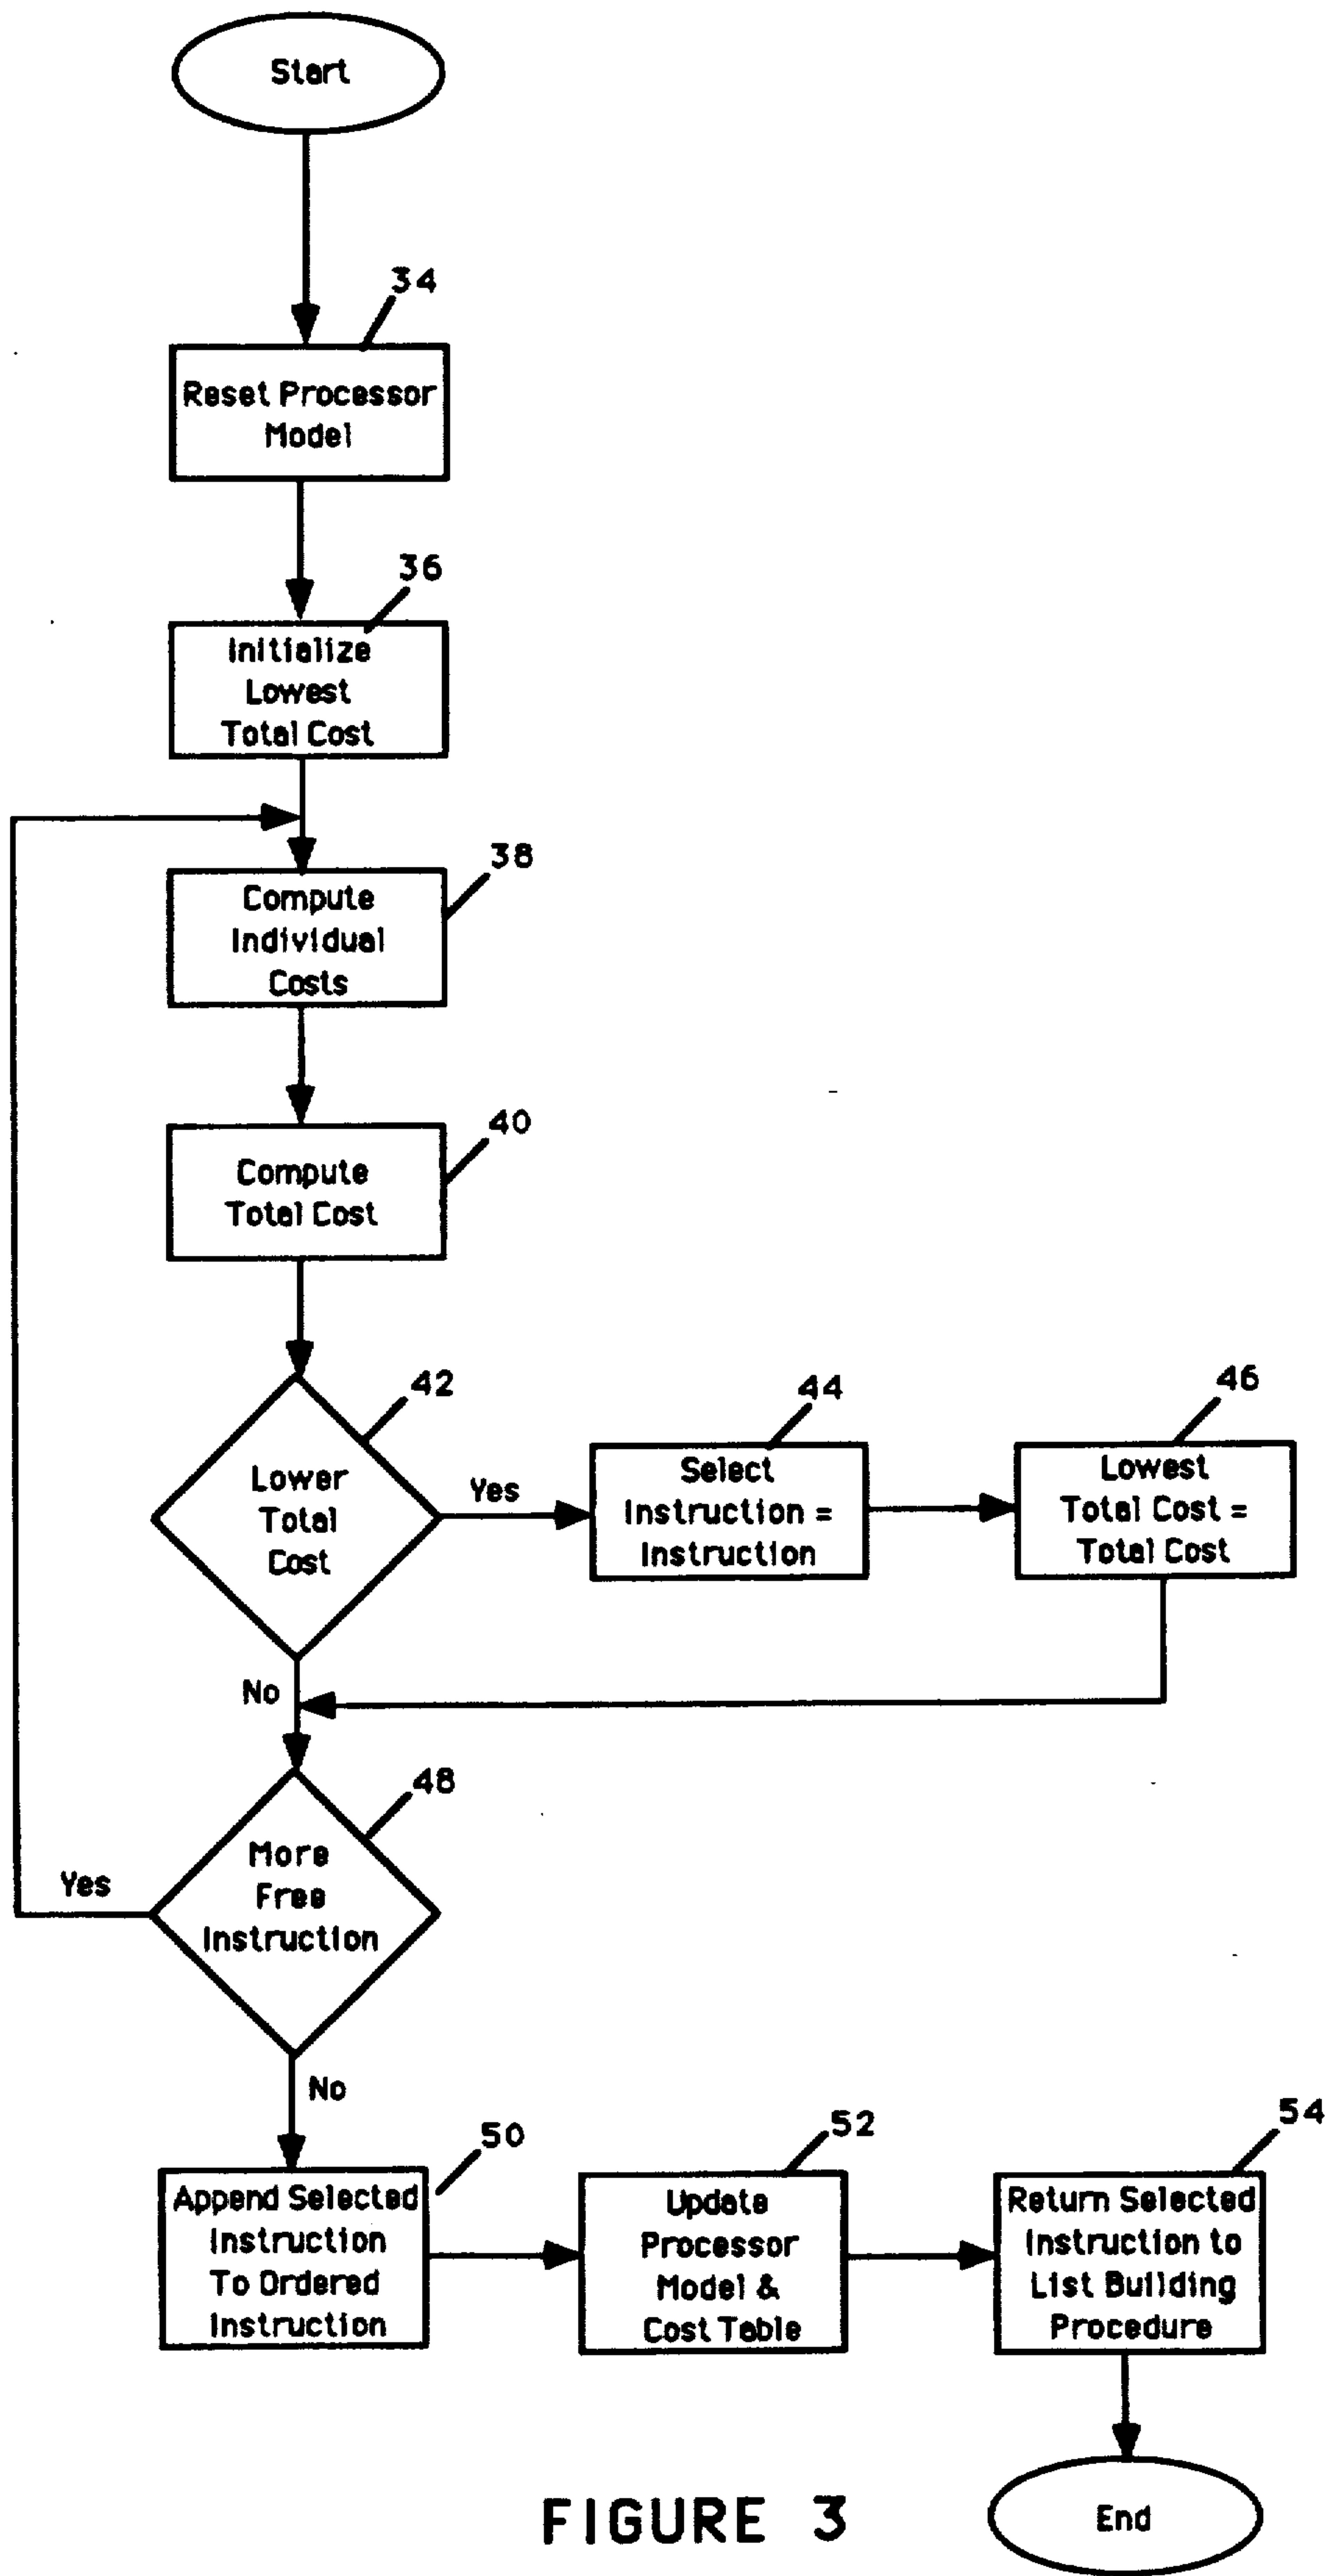 Start
34
Reset Processor
Model
36
Initialize
Lowest
Total Cost
38
Compute
Individual
Costs
40
Compute
Total Cost
42
Lower
Total
Cost
Yes
44
Select
Instruction =
Instruction
46
Lowest
Total Cost =
Total Cost
No
48
More
Free
Instruction
Yes
No
50
Append Selected
Instruction
To Ordered
Instruction
52
Update
Processor
Model &
Cost Table
54
Return Selected
Instruction to
List Building
Procedure
End
FIGURE 3